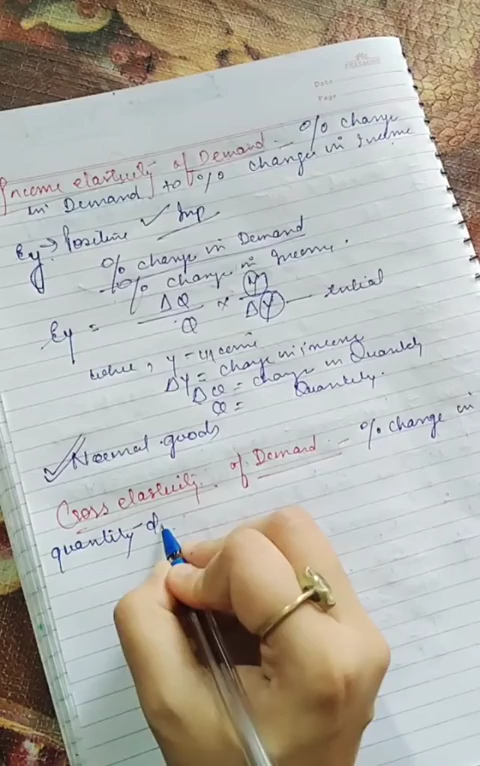 Date
Page
Income elasticity of Demand - % change
in Demand to % change in Income
Ey → Positive ✓ Imp
% change in Demand
% change in Income.
Ey = ΔQ/Q × Y/ΔY
where, y = income
ΔY = change in income
ΔQ = change in Quantity
Q = Quantity.
✓ Normal goods
Cross elasticity of Demand - % change in
quantity d